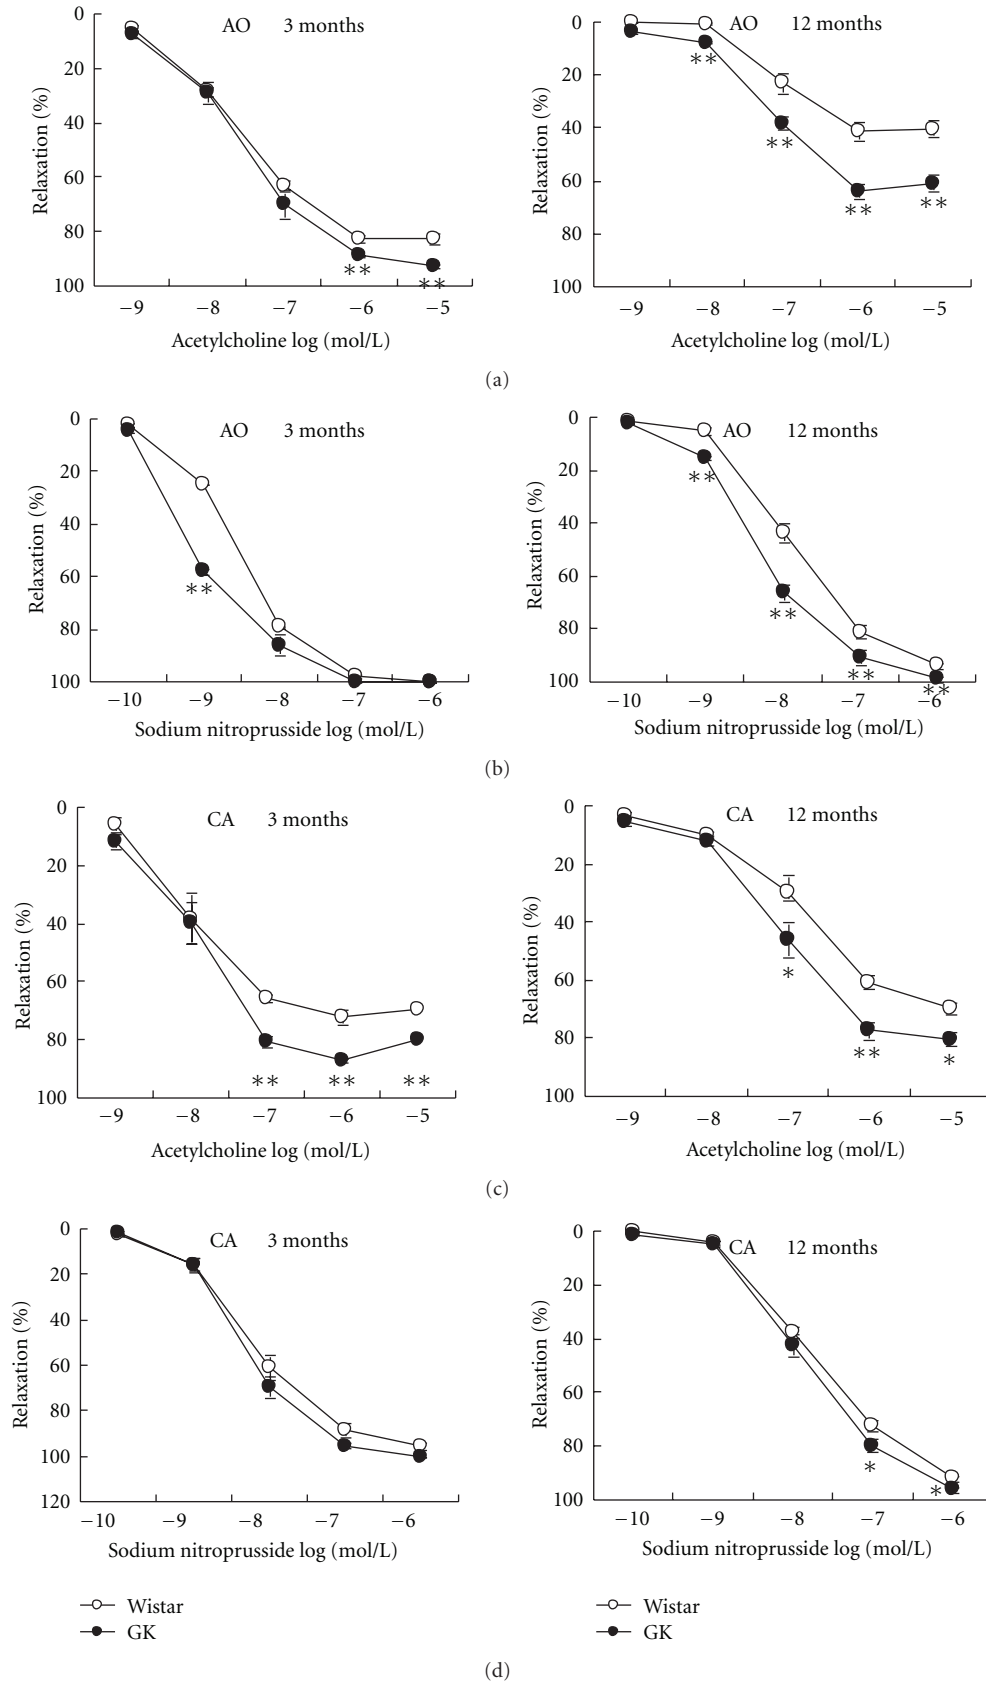 AO 3 months
0
20
40
60
80
100
Relaxation (%)
** **
−9 −8 −7 −6 −5
Acetylcholine log (mol/L)
AO 12 months
0
20
40
60
80
100
Relaxation (%)
** ** ** **
−9 −8 −7 −6 −5
Acetylcholine log (mol/L)
(a)
AO 3 months
0
20
40
60
80
100
Relaxation (%)
**
−10 −9 −8 −7 −6
Sodium nitroprusside log (mol/L)
AO 12 months
0
20
40
60
80
100
Relaxation (%)
** ** ** **
−10 −9 −8 −7 −6
Sodium nitroprusside log (mol/L)
(b)
CA 3 months
0
20
40
60
80
100
Relaxation (%)
** ** **
−9 −8 −7 −6 −5
Acetylcholine log (mol/L)
CA 12 months
0
20
40
60
80
100
Relaxation (%)
* ** *
−9 −8 −7 −6 −5
Acetylcholine log (mol/L)
(c)
CA 3 months
0
20
40
60
80
100
120
Relaxation (%)
−10 −9 −8 −7 −6
Sodium nitroprusside log (mol/L)
CA 12 months
0
20
40
60
80
100
Relaxation (%)
* *
−10 −9 −8 −7 −6
Sodium nitroprusside log (mol/L)
Wistar
GK
Wistar
GK
(d)